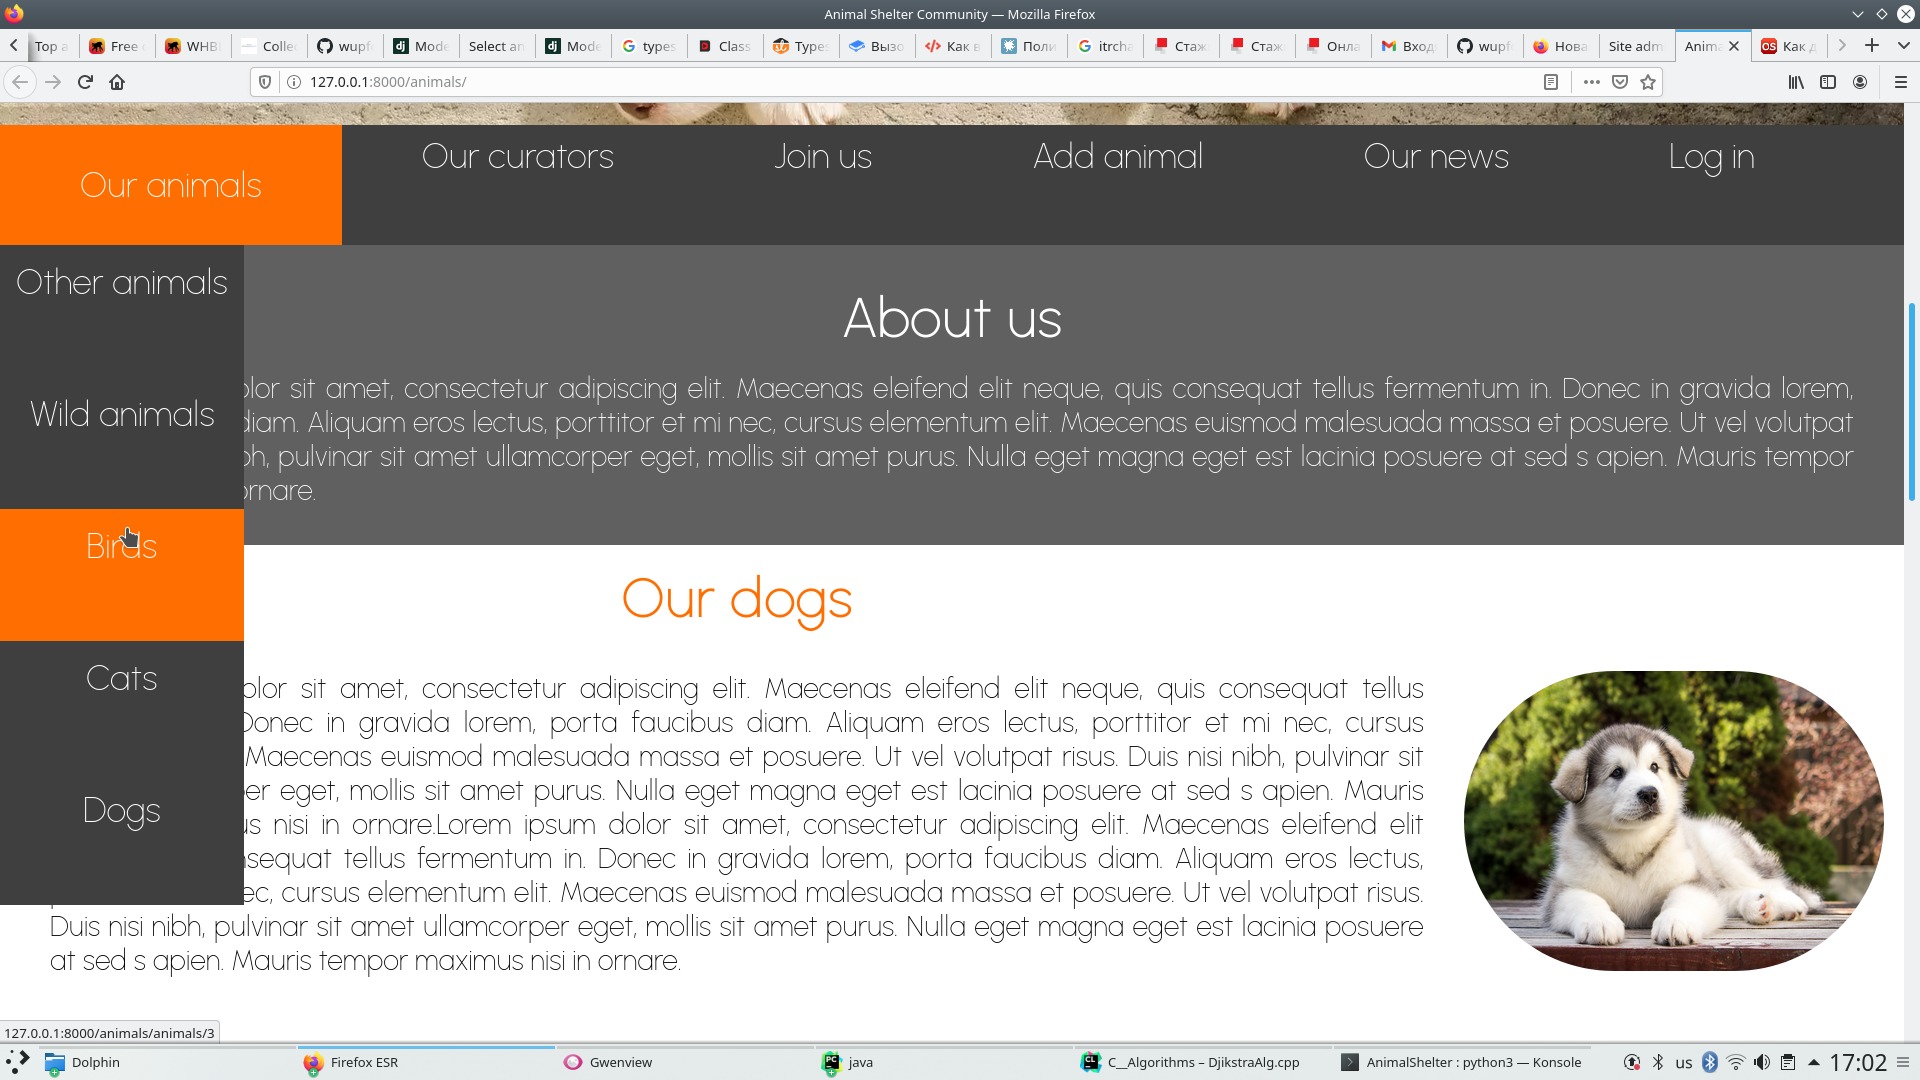 Animal Shelter Community — Mozilla Firefox
Top a
Free
WHB
Colle
wupf
Mode
Select an
Mode
types
Class
Types
Вызо
Как в
Поли
itrcha
Стаж
Стаж
Онла
Вход
wupf
Нова
Site adm
Anima
Как д
127.0.0.1:8000/animals/
Our animals
Our curators
Join us
Add animal
Our news
Log in
Other animals
Wild animals
Birds
Cats
Dogs
About us
olor sit amet, consectetur adipiscing elit. Maecenas eleifend elit neque, quis consequat tellus fermentum in. Donec in gravida lorem,
diam. Aliquam eros lectus, porttitor et mi nec, cursus elementum elit. Maecenas euismod malesuada massa et posuere. Ut vel volutpat
bh, pulvinar sit amet ullamcorper eget, mollis sit amet purus. Nulla eget magna eget est lacinia posuere at sed s apien. Mauris tempor
ornare.
Our dogs
olor sit amet, consectetur adipiscing elit. Maecenas eleifend elit neque, quis consequat tellus
Donec in gravida lorem, porta faucibus diam. Aliquam eros lectus, porttitor et mi nec, cursus
Maecenas euismod malesuada massa et posuere. Ut vel volutpat risus. Duis nisi nibh, pulvinar sit
er eget, mollis sit amet purus. Nulla eget magna eget est lacinia posuere at sed s apien. Mauris
us nisi in ornare.Lorem ipsum dolor sit amet, consectetur adipiscing elit. Maecenas eleifend elit
nsequat tellus fermentum in. Donec in gravida lorem, porta faucibus diam. Aliquam eros lectus,
ec, cursus elementum elit. Maecenas euismod malesuada massa et posuere. Ut vel volutpat risus.
Duis nisi nibh, pulvinar sit amet ullamcorper eget, mollis sit amet purus. Nulla eget magna eget est lacinia posuere
at sed s apien. Mauris tempor maximus nisi in ornare.
127.0.0.1:8000/animals/animals/3
Dolphin
Firefox ESR
Gwenview
java
C__Algorithms – DjikstraAlg.cpp
AnimalShelter : python3 — Konsole
us
17:02